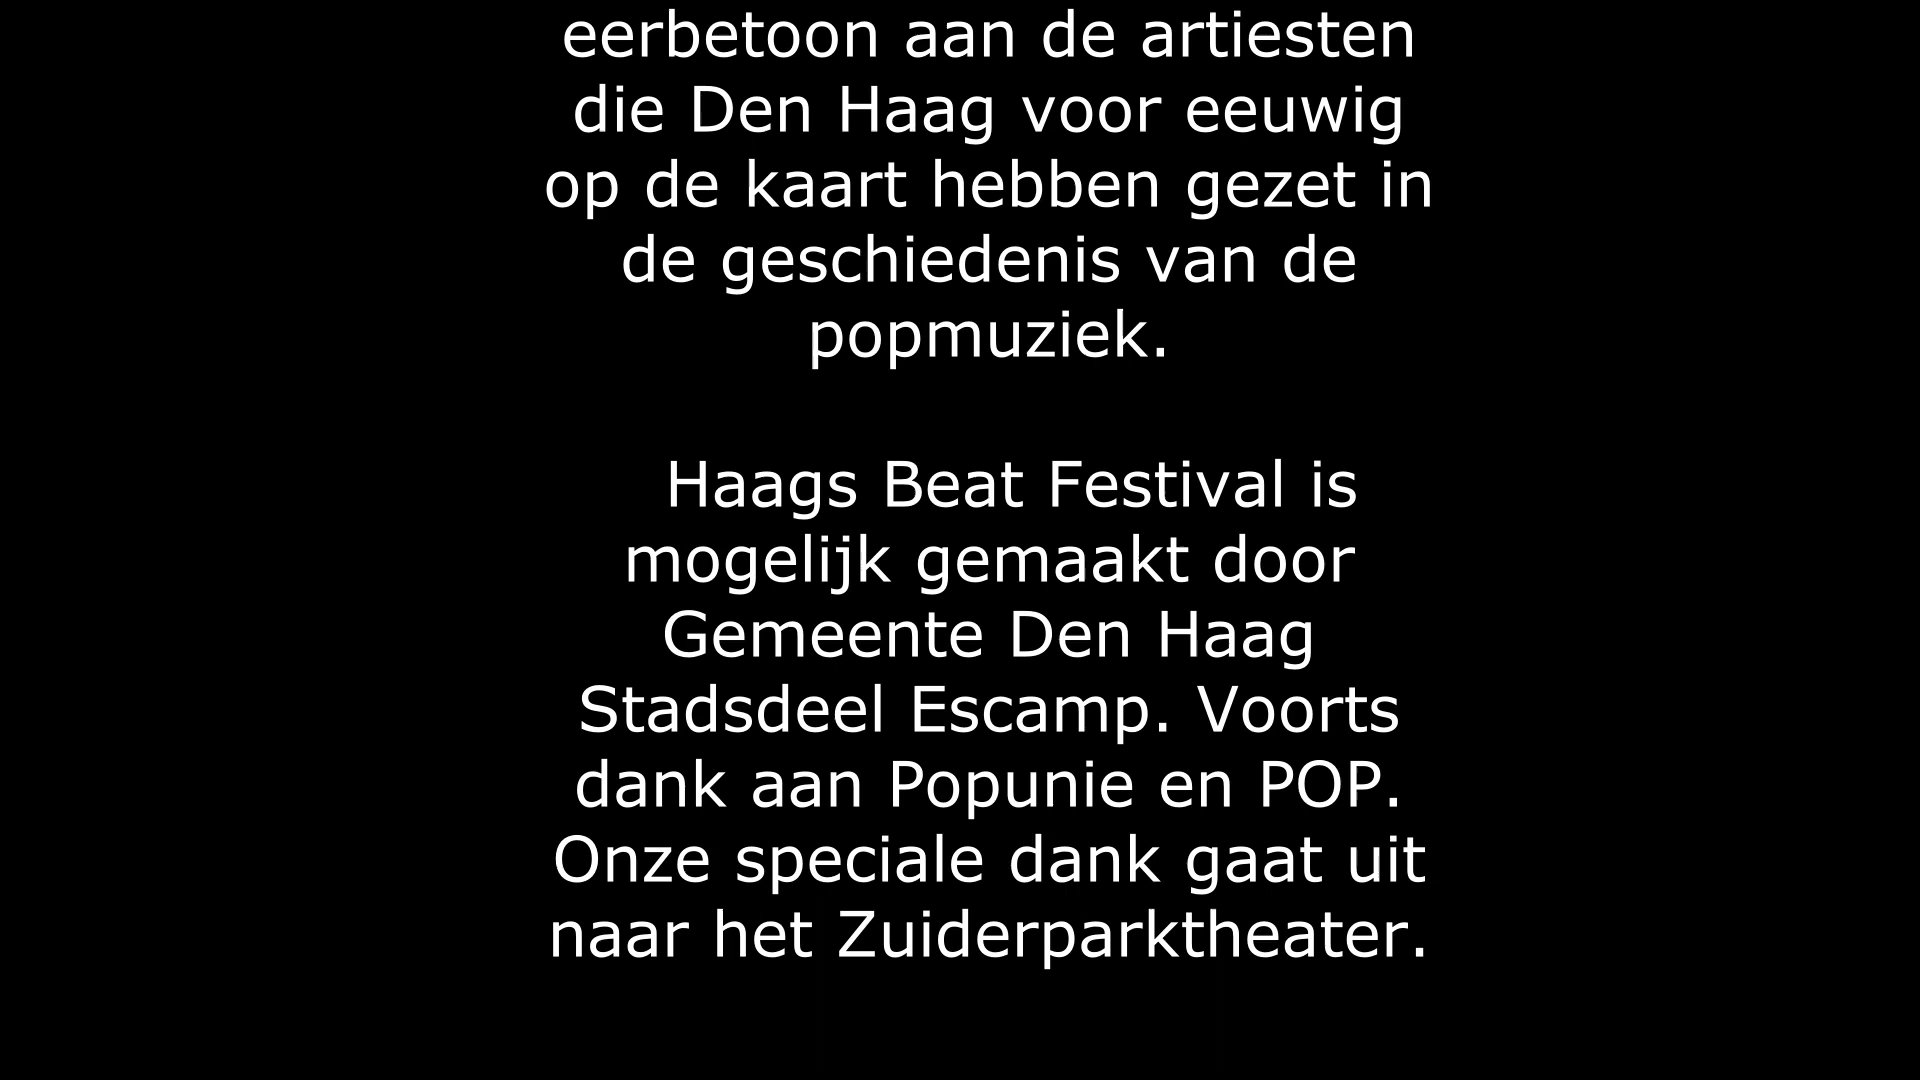 eerbetoon aan de artiesten
die Den Haag voor eeuwig
op de kaart hebben gezet in
de geschiedenis van de
popmuziek.
Haags Beat Festival is
mogelijk gemaakt door
Gemeente Den Haag
Stadsdeel Escamp. Voorts
dank aan Popunie en POP.
Onze speciale dank gaat uit
naar het Zuiderparktheater.